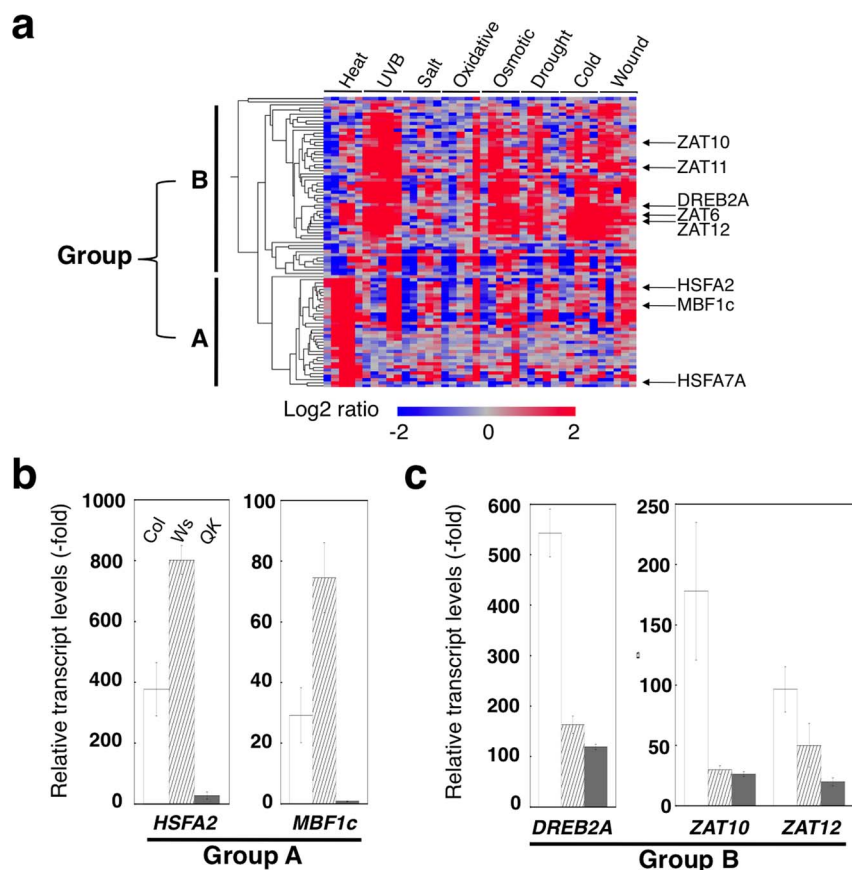 a
Heat
UVB
Salt
Oxidative
Osmotic
Drought
Cold
Wound
B
Group
A
ZAT10
ZAT11
DREB2A
ZAT6
ZAT12
HSFA2
MBF1c
HSFA7A
Log2 ratio
-2 0 2
b
Relative transcript levels (-fold)
1000
800
600
400
200
0
Col
Ws
QK
100
80
60
40
20
0
HSFA2
MBF1c
Group A
c
Relative transcript levels (-fold)
600
500
400
300
200
100
0
250
200
150
100
50
0
DREB2A
ZAT10
ZAT12
Group B